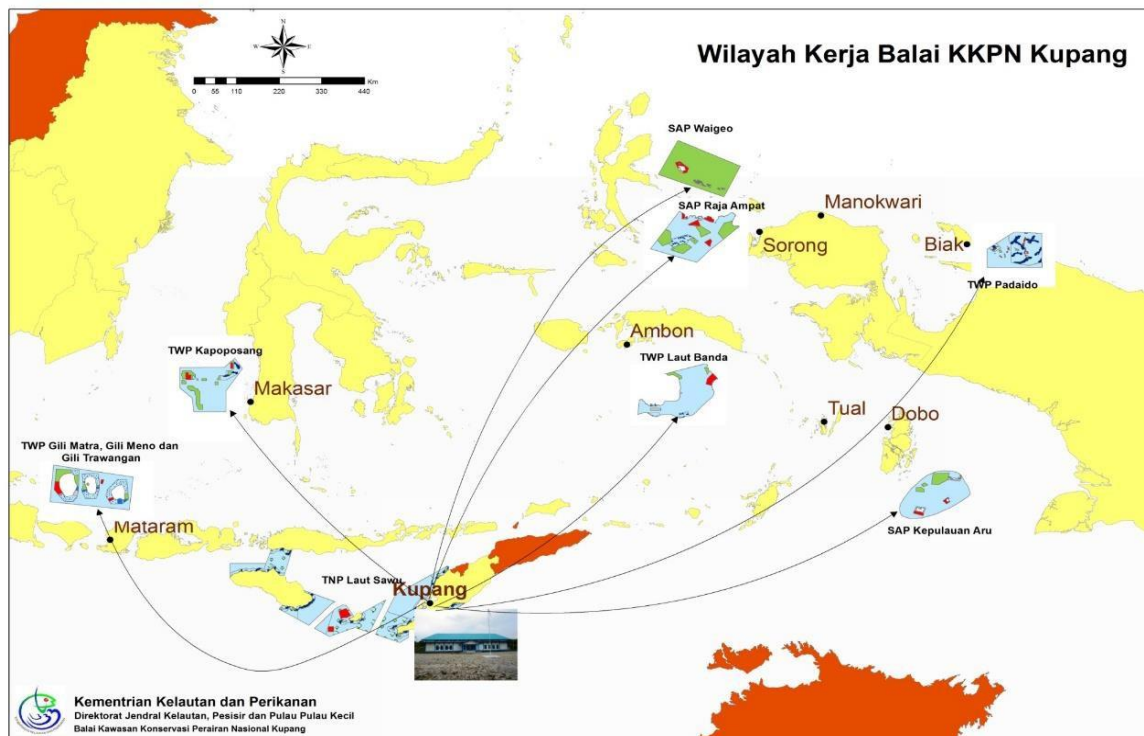 Wilayah Kerja Balai KKPN Kupang
N
W
E
S
0
55
110
220
330
440
Km
SAP Waigeo
SAP Raja Ampat
Manokwari
Sorong
Biak
TWP Padaido
Ambon
TWP Laut Banda
TWP Kapoposang
Makasar
Tual
Dobo
TWP Gili Matra, Gili Meno dan
Gili Trawangan
Mataram
SAP Kepulauan Aru
TNP Laut Sawu
Kupang
Kementrian Kelautan dan Perikanan
Direktorat Jendral Kelautan, Pesisir dan Pulau Pulau Kecil
Balai Kawasan Konservasi Perairan Nasional Kupang